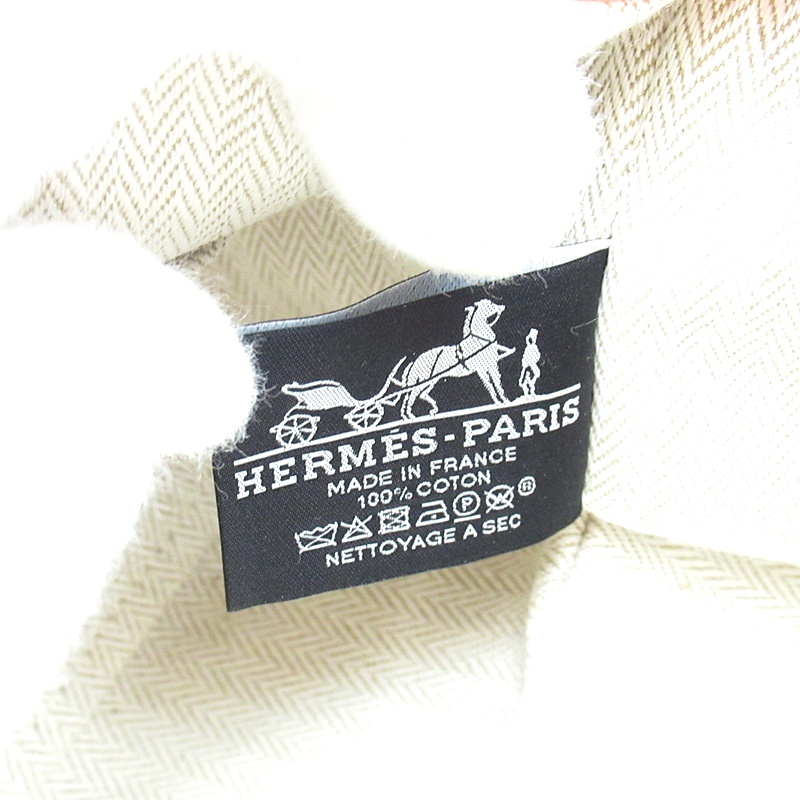 HERMÈS-PARIS
MADE IN FRANCE
100% COTON
P W ®
NETTOYAGE A SEC